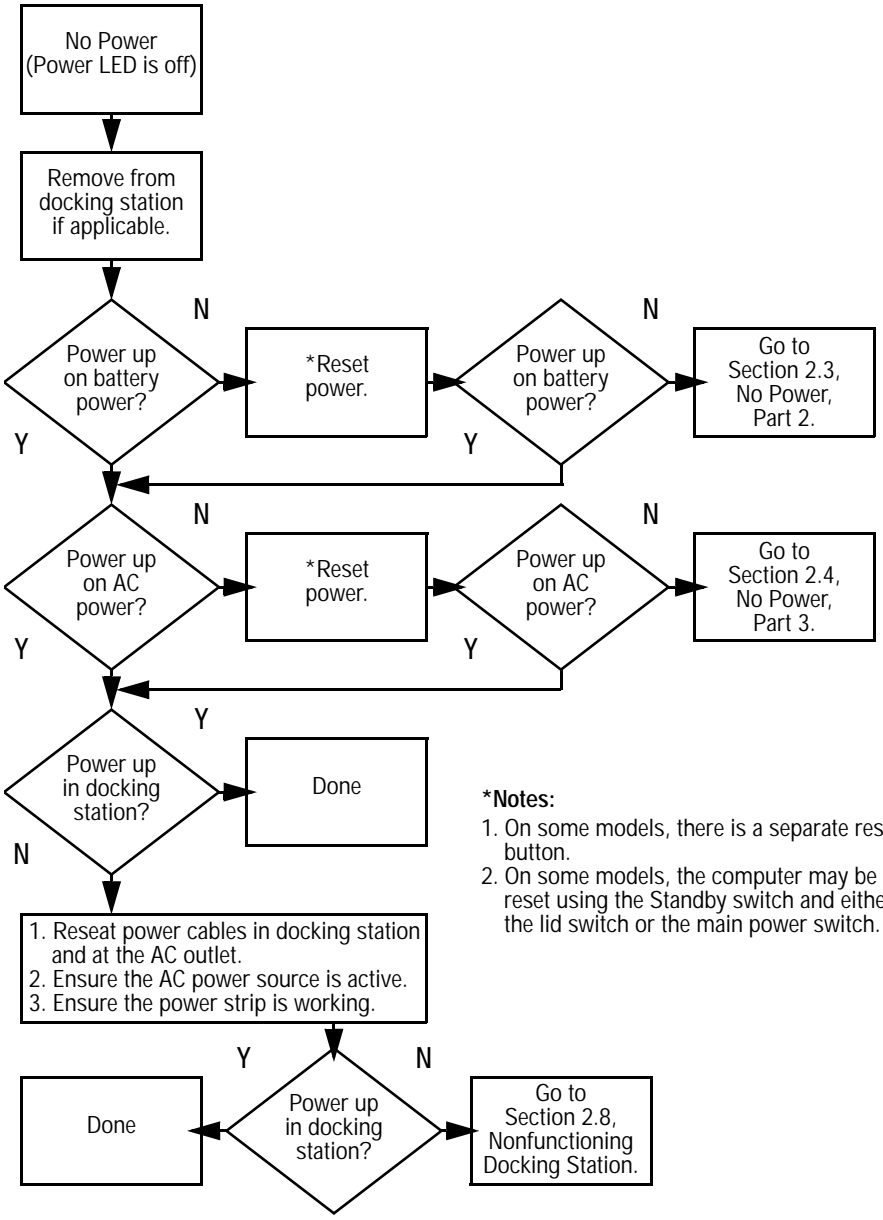 No Power
(Power LED is off)
Remove from
docking station
if applicable.
N
Power up
on battery
power?
Y
*Reset
power.
N
Power up
on battery
power?
Y
Go to
Section 2.3,
No Power,
Part 2.
N
Power up
on AC
power?
Y
*Reset
power.
N
Power up
on AC
power?
Y
Go to
Section 2.4,
No Power,
Part 3.
Y
Power up
in docking
station?
N
Done
*Notes:
1. On some models, there is a separate res
button.
2. On some models, the computer may be
reset using the Standby switch and eithe
the lid switch or the main power switch.
1. Reseat power cables in docking station
and at the AC outlet.
2. Ensure the AC power source is active.
3. Ensure the power strip is working.
Y
N
Done
Power up
in docking
station?
Go to
Section 2.8,
Nonfunctioning
Docking Station.